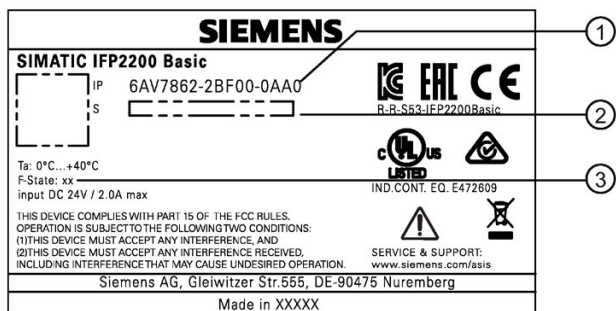 SIEMENS
SIMATIC IFP2200 Basic
IP 6AV7862-2BF00-0AA0
S
R-R-S53-IFP2200Basic
C UL US
LISTED
IND.CONT. EQ. E472609
Ta: 0°C...+40°C
F-State: xx
input DC 24V / 2.0A max
THIS DEVICE COMPLIES WITH PART 15 OF THE FCC RULES.
OPERATION IS SUBJECT TO THE FOLLOWING TWO CONDITIONS:
(1)THIS DEVICE MUST ACCEPT ANY INTERFERENCE, AND
(2)THIS DEVICE MUST ACCEPT ANY INTERFERENCE RECEIVED,
INCLUDING INTERFERENCE THAT MAY CAUSE UNDESIRED OPERATION.
SERVICE & SUPPORT:
www.siemens.com/asis
Siemens AG, Gleiwitzer Str.555, DE-90475 Nuremberg
Made in XXXXX
1
2
3
EAC CE